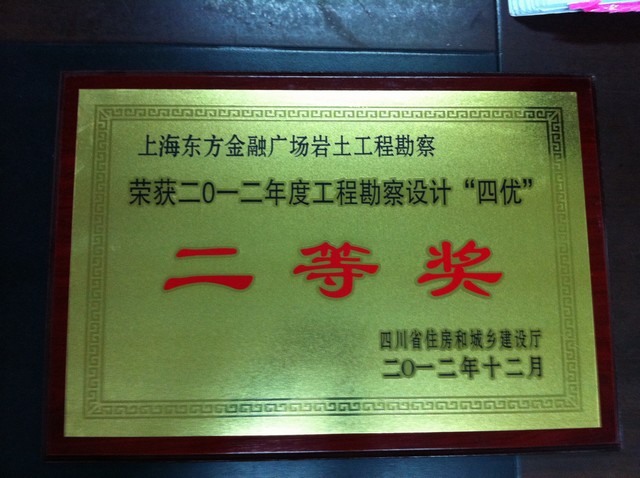 上海东方金融广场岩土工程勘察
荣获二〇一二年度工程勘察设计“四优”
二等奖
四川省住房和城乡建设厅
二〇一二年十二月